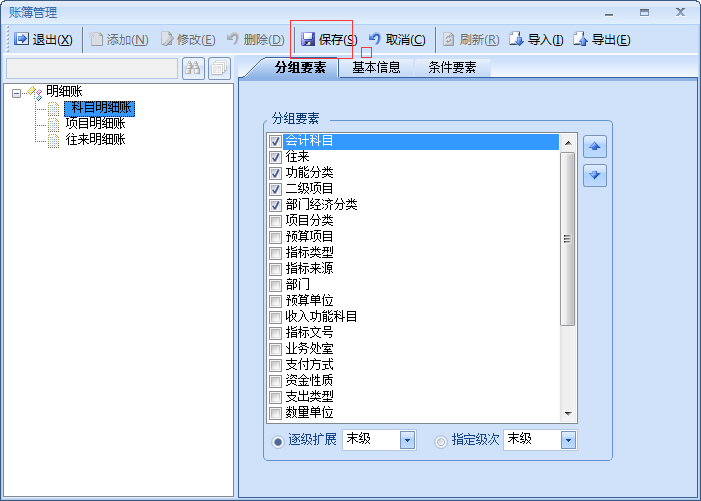 账簿管理
退出(X) 添加(N) 修改(E) 删除(D) 保存(S) 取消(C) 刷新(R) 导入(I) 导出(E)
分组要素 基本信息 条件要素
明细账
科目明细账
项目明细账
往来明细账
分组要素
会计科目
往来
功能分类
二级项目
部门经济分类
项目分类
预算项目
指标类型
指标来源
部门
预算单位
收入功能科目
指标文号
业务处室
支付方式
资金性质
支出类型
数量单位
逐级扩展 末级 指定级次 末级